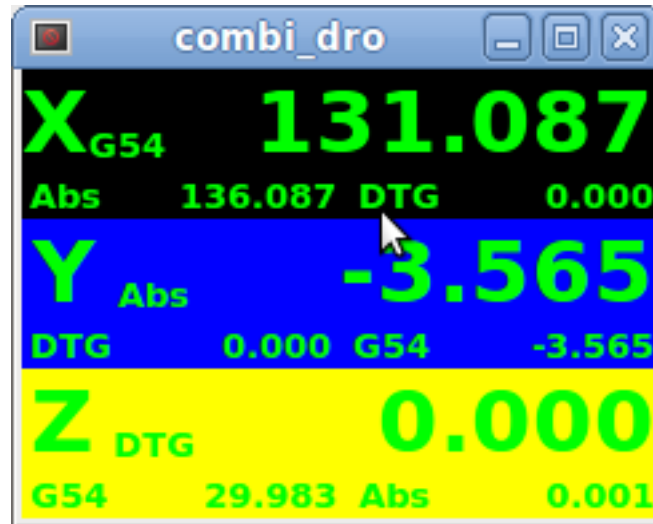 combi_dro
X G54 131.087
Abs 136.087 DTG 0.000
Y Abs -3.565
DTG 0.000 G54 -3.565
Z DTG 0.000
G54 29.983 Abs 0.001